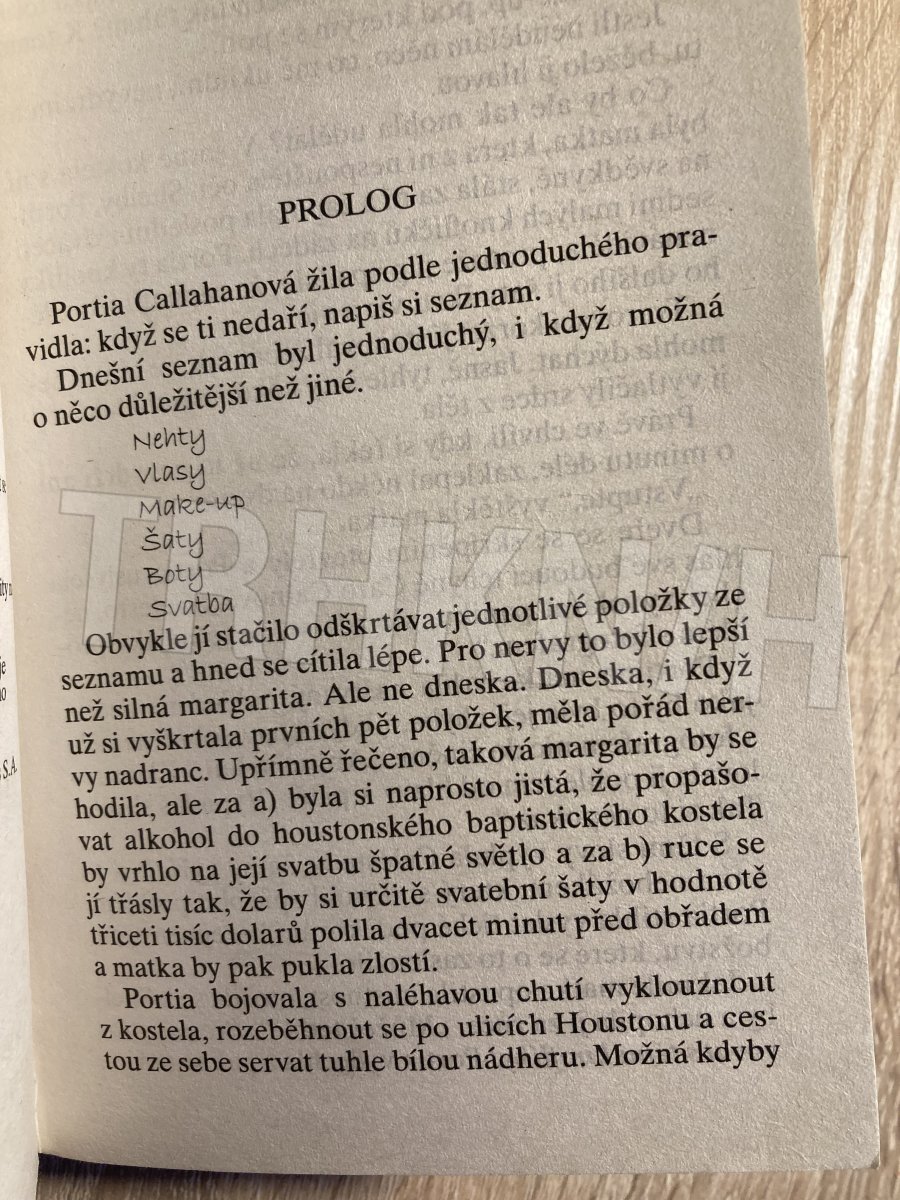 PROLOG
Portia Callahanová žila podle jednoduchého pra-
vidla: když se ti nedaří, napiš si seznam.
Dnešní seznam byl jednoduchý, i když možná
o něco důležitější než jiné.
Nehty
Vlasy
Make-up
Šaty
Boty
Svatba
Obvykle jí stačilo odškrtávat jednotlivé položky ze
seznamu a hned se cítila lépe. Pro nervy to bylo lepší
než silná margarita. Ale ne dneska. Dneska, i když
už si vyškrtala prvních pět položek, měla pořád ner-
vy nadranc. Upřímně řečeno, taková margarita by se
hodila, ale za a) byla si naprosto jistá, že propašo-
vat alkohol do houstonského baptistického kostela
by vrhlo na její svatbu špatné světlo a za b) ruce se
jí třásly tak, že by si určitě svatební šaty v hodnotě
třiceti tisíc dolarů polila dvacet minut před obřadem
a matka by pak pukla zlostí.
Portia bojovala s naléhavou chutí vyklouznout
z kostela, rozeběhnout se po ulicích Houstonu a ces-
tou ze sebe servat tuhle bílou nádheru. Možná kdyby